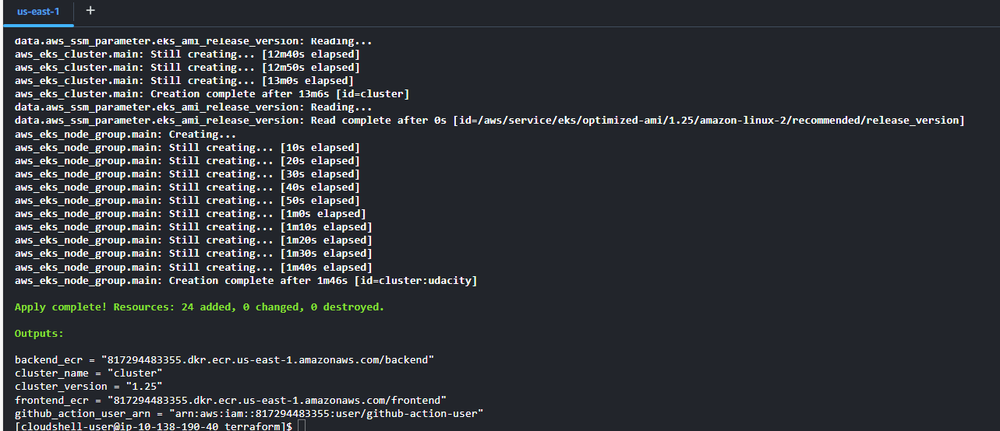 us-east-1 +
data.aws_ssm_parameter.eks_ami_release_version: Reading...
aws_eks_cluster.main: Still creating... [12m40s elapsed]
aws_eks_cluster.main: Still creating... [12m50s elapsed]
aws_eks_cluster.main: Still creating... [13m0s elapsed]
aws_eks_cluster.main: Creation complete after 13m6s [id=cluster]
data.aws_ssm_parameter.eks_ami_release_version: Reading...
data.aws_ssm_parameter.eks_ami_release_version: Read complete after 0s [id=/aws/service/eks/optimized-ami/1.25/amazon-linux-2/recommended/release_version]
aws_eks_node_group.main: Creating...
aws_eks_node_group.main: Still creating... [10s elapsed]
aws_eks_node_group.main: Still creating... [20s elapsed]
aws_eks_node_group.main: Still creating... [30s elapsed]
aws_eks_node_group.main: Still creating... [40s elapsed]
aws_eks_node_group.main: Still creating... [50s elapsed]
aws_eks_node_group.main: Still creating... [1m0s elapsed]
aws_eks_node_group.main: Still creating... [1m10s elapsed]
aws_eks_node_group.main: Still creating... [1m20s elapsed]
aws_eks_node_group.main: Still creating... [1m30s elapsed]
aws_eks_node_group.main: Still creating... [1m40s elapsed]
aws_eks_node_group.main: Creation complete after 1m46s [id=cluster:udacity]
Apply complete! Resources: 24 added, 0 changed, 0 destroyed.
Outputs:
backend_ecr = "817294483355.dkr.ecr.us-east-1.amazonaws.com/backend"
cluster_name = "cluster"
cluster_version = "1.25"
frontend_ecr = "817294483355.dkr.ecr.us-east-1.amazonaws.com/frontend"
github_action_user_arn = "arn:aws:iam::817294483355:user/github-action-user"
[cloudshell-user@ip-10-138-190-40 terraform]$